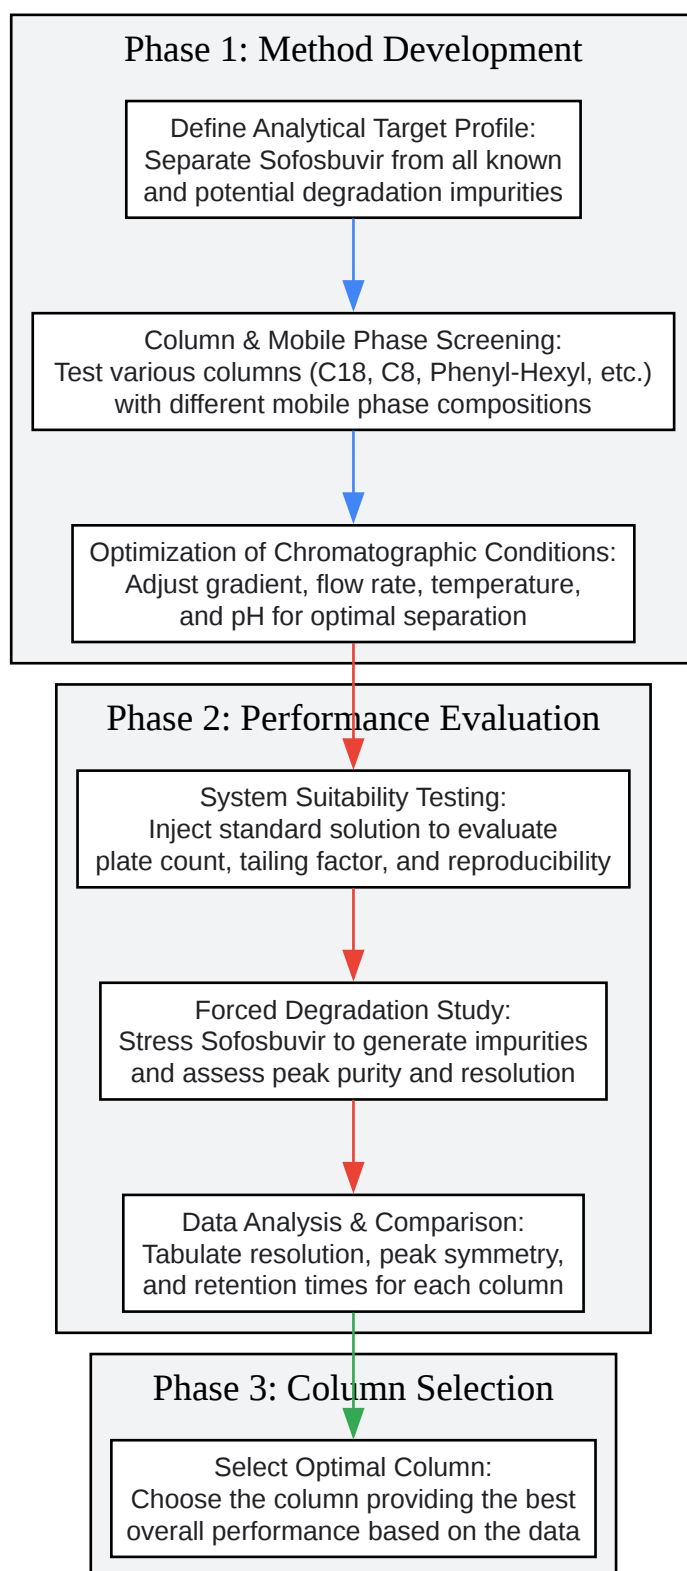 Phase 1: Method Development
Define Analytical Target Profile:
Separate Sofosbuvir from all known
and potential degradation impurities
Column & Mobile Phase Screening:
Test various columns (C18, C8, Phenyl-Hexyl, etc.)
with different mobile phase compositions
Optimization of Chromatographic Conditions:
Adjust gradient, flow rate, temperature,
and pH for optimal separation
Phase 2: Performance Evaluation
System Suitability Testing:
Inject standard solution to evaluate
plate count, tailing factor, and reproducibility
Forced Degradation Study:
Stress Sofosbuvir to generate impurities
and assess peak purity and resolution
Data Analysis & Comparison:
Tabulate resolution, peak symmetry,
and retention times for each column
Phase 3: Column Selection
Select Optimal Column:
Choose the column providing the best
overall performance based on the data